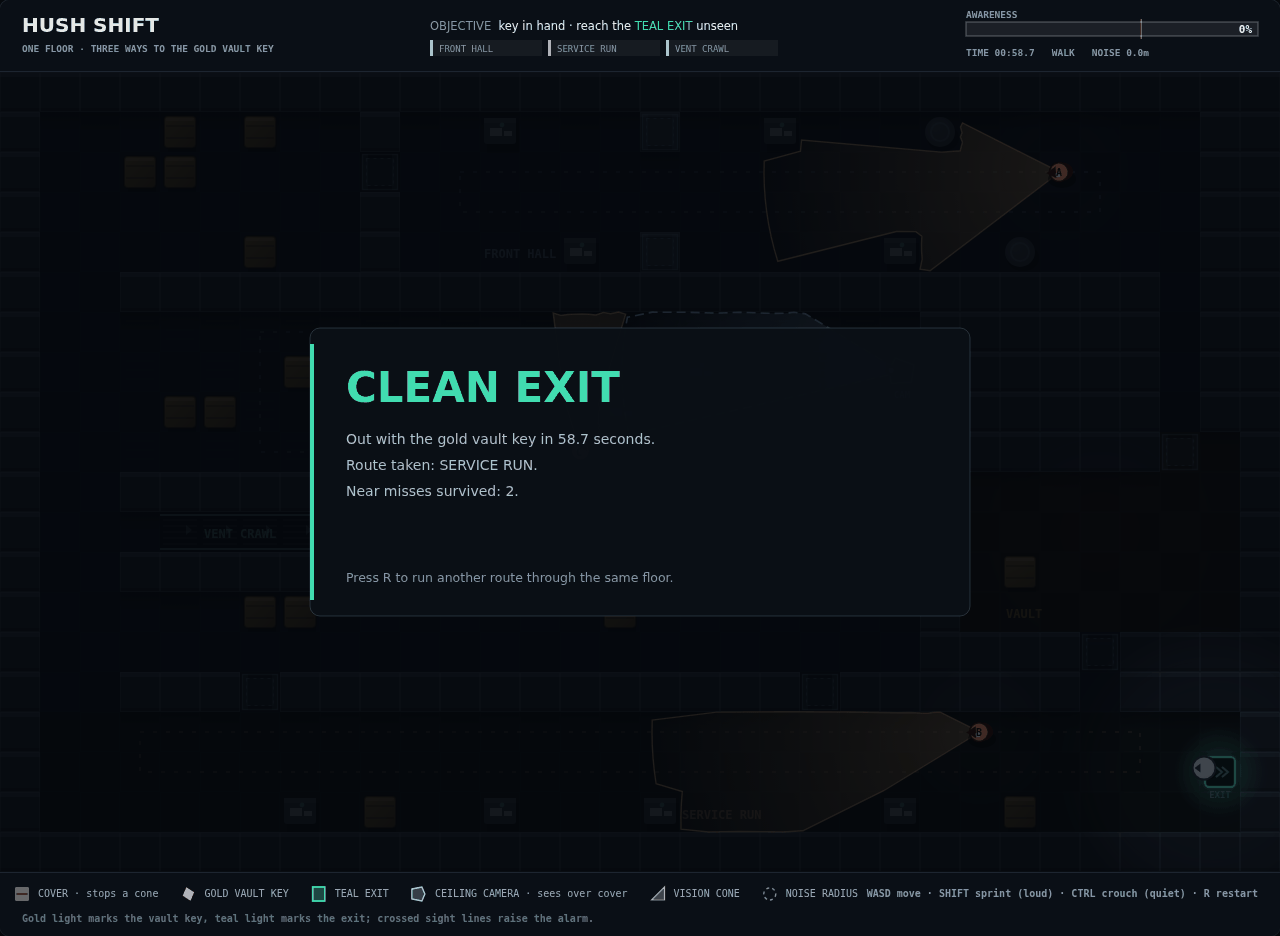 HUSH SHIFT
ONE FLOOR · THREE WAYS TO THE GOLD VAULT KEY
OBJECTIVE key in hand · reach the TEAL EXIT unseen
FRONT HALL SERVICE RUN VENT CRAWL
AWARENESS
0%
TIME 00:58.7 WALK NOISE 0.0m
A
FRONT HALL
CLEAN EXIT
Out with the gold vault key in 58.7 seconds.
Route taken: SERVICE RUN.
Near misses survived: 2.
Press R to run another route through the same floor.
VENT CRAWL
VAULT
B
EXIT
SERVICE RUN
COVER · stops a cone GOLD VAULT KEY TEAL EXIT CEILING CAMERA · sees over cover VISION CONE NOISE RADIUS WASD move · SHIFT sprint (loud) · CTRL crouch (quiet) · R restart
Gold light marks the vault key, teal light marks the exit; crossed sight lines raise the alarm.